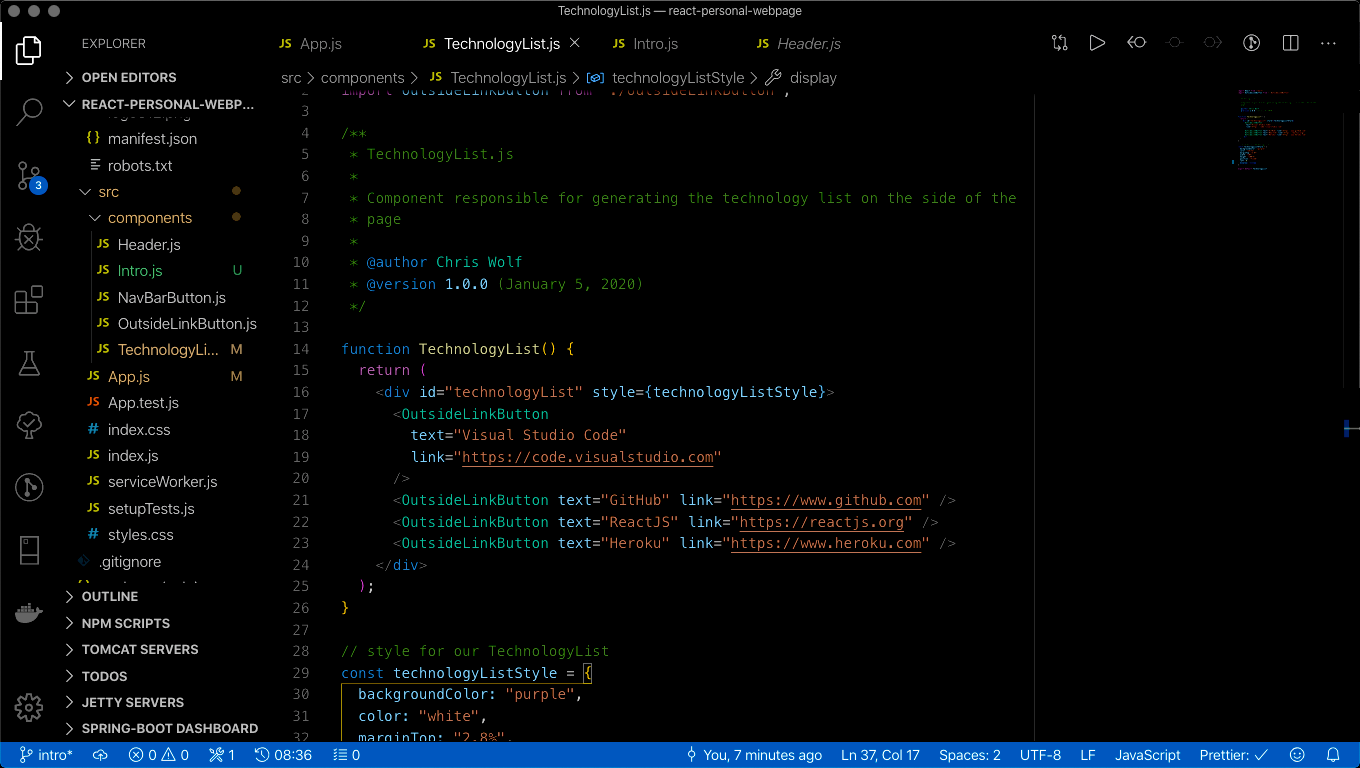 TechnologyList.js — react-personal-webpage
EXPLORER
JS App.js
JS TechnologyList.js
JS Intro.js
JS Header.js
OPEN EDITORS
src > components > JS TechnologyList.js > technologyListStyle > display
REACT-PERSONAL-WEBP...
{} manifest.json
robots.txt
src
components
JS Header.js
JS Intro.js U
JS NavBarButton.js
JS OutsideLinkButton.js
JS TechnologyLi... M
JS App.js M
JS App.test.js
# index.css
JS index.js
JS serviceWorker.js
JS setupTests.js
# styles.css
.gitignore
OUTLINE
NPM SCRIPTS
TOMCAT SERVERS
TODOS
JETTY SERVERS
SPRING-BOOT DASHBOARD
3
2 import OutsideLinkButton from "./OutsideLinkButton";
3
4 /**
5 * TechnologyList.js
6 *
7 * Component responsible for generating the technology list on the side of the
8 * page
9 *
10 * @author Chris Wolf
11 * @version 1.0.0 (January 5, 2020)
12 */
13
14 function TechnologyList() {
15 return (
16 <div id="technologyList" style={technologyListStyle}>
17 <OutsideLinkButton
18 text="Visual Studio Code"
19 link="https://code.visualstudio.com"
20 />
21 <OutsideLinkButton text="GitHub" link="https://www.github.com" />
22 <OutsideLinkButton text="ReactJS" link="https://reactjs.org" />
23 <OutsideLinkButton text="Heroku" link="https://www.heroku.com" />
24 </div>
25 );
26 }
27
28 // style for our TechnologyList
29 const technologyListStyle = {
30 backgroundColor: "purple",
31 color: "white",
32 marginTop: "2.8%",
intro* 0 0 1 08:36 0 You, 7 minutes ago Ln 37, Col 17 Spaces: 2 UTF-8 LF JavaScript Prettier: ✓